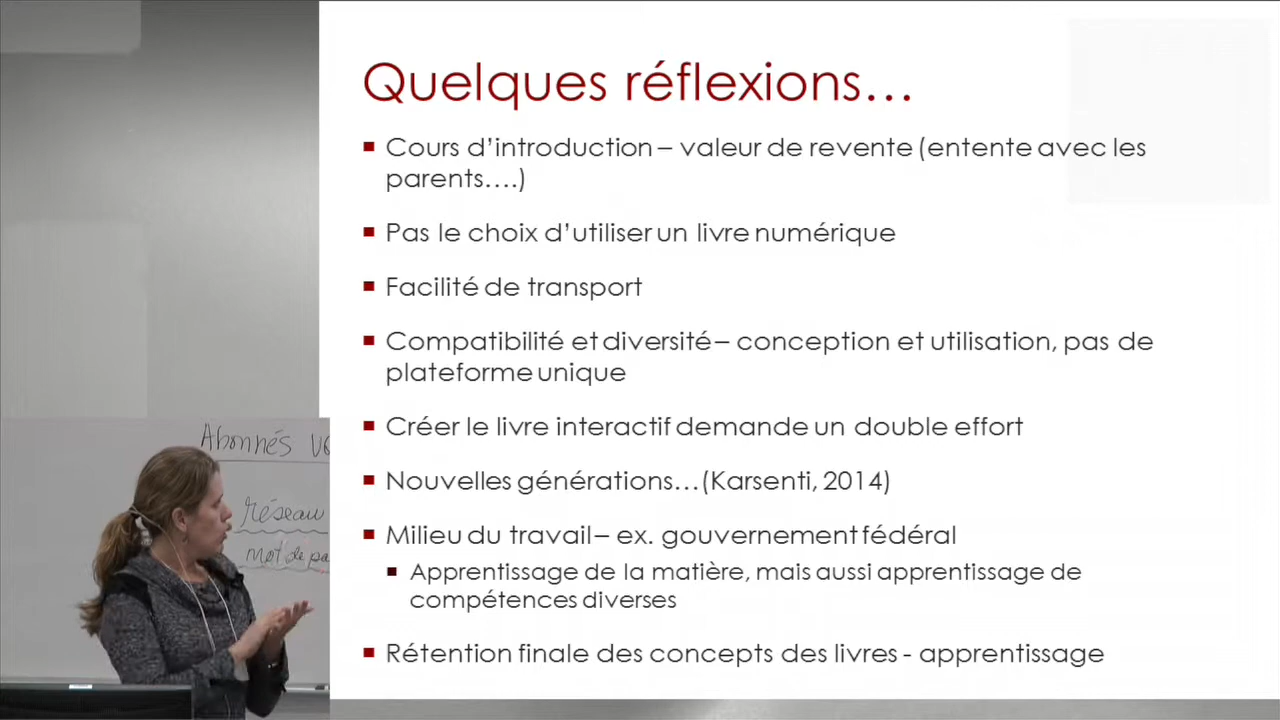 Quelques réflexions…
▪ Cours d'introduction – valeur de revente (entente avec les
parents….)
▪ Pas le choix d'utiliser un livre numérique
▪ Facilité de transport
▪ Compatibilité et diversité – conception et utilisation, pas de
plateforme unique
▪ Créer le livre interactif demande un double effort
▪ Nouvelles générations…(Karsenti, 2014)
▪ Milieu du travail – ex. gouvernement fédéral
▪ Apprentissage de la matière, mais aussi apprentissage de
compétences diverses
▪ Rétention finale des concepts des livres - apprentissage
Abonnés
réseau
mot de